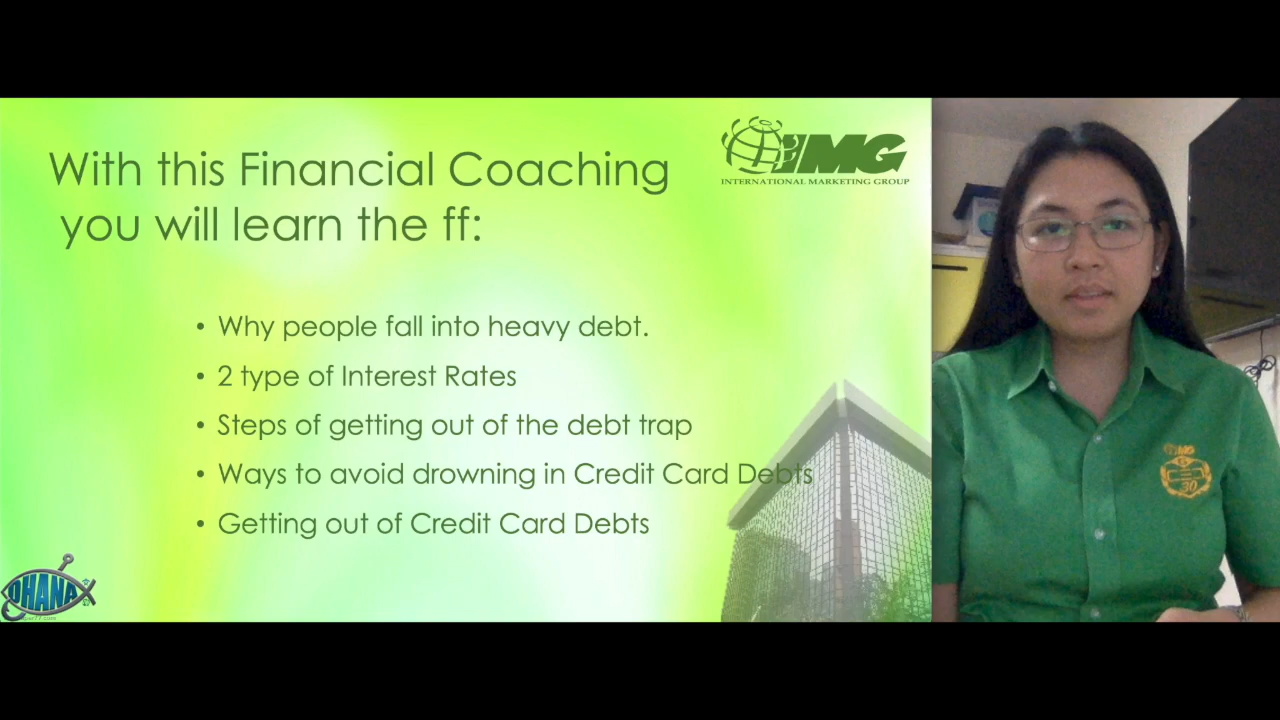 With this Financial Coaching
you will learn the ff:
IMG
INTERNATIONAL MARKETING GROUP
• Why people fall into heavy debt.
• 2 type of Interest Rates
• Steps of getting out of the debt trap
• Ways to avoid drowning in Credit Card Debts
• Getting out of Credit Card Debts
OHANA
IMG
30